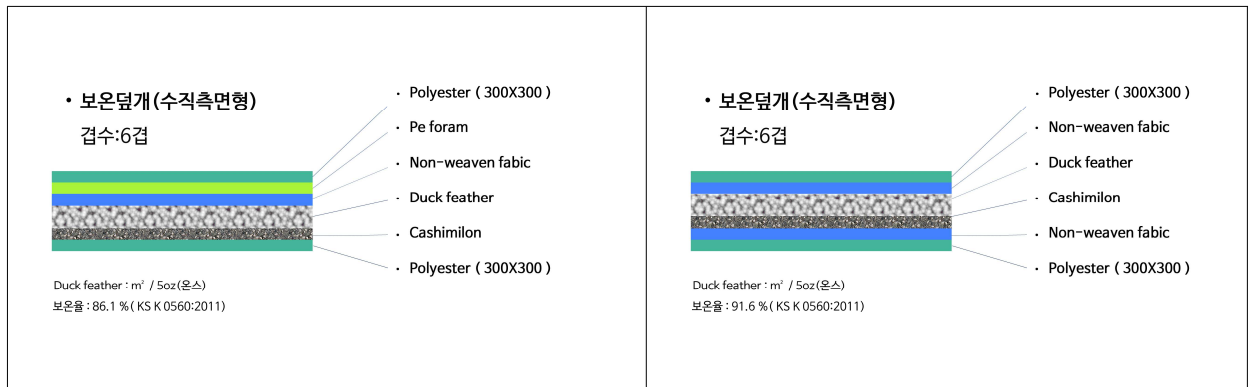 • 보온덮개(수직측면형)
겹수:6겹
· Polyester ( 300X300 )
· Pe foram
· Non-weaven fabic
· Duck feather
· Cashimilon
· Polyester ( 300X300 )
Duck feather : m² / 5oz(온스)
보온율 : 86.1 %( KS K 0560:2011)
• 보온덮개(수직측면형)
겹수:6겹
· Polyester ( 300X300 )
· Non-weaven fabic
· Duck feather
· Cashimilon
· Non-weaven fabic
· Polyester ( 300X300 )
Duck feather : m² / 5oz(온스)
보온율 : 91.6 %( KS K 0560:2011)